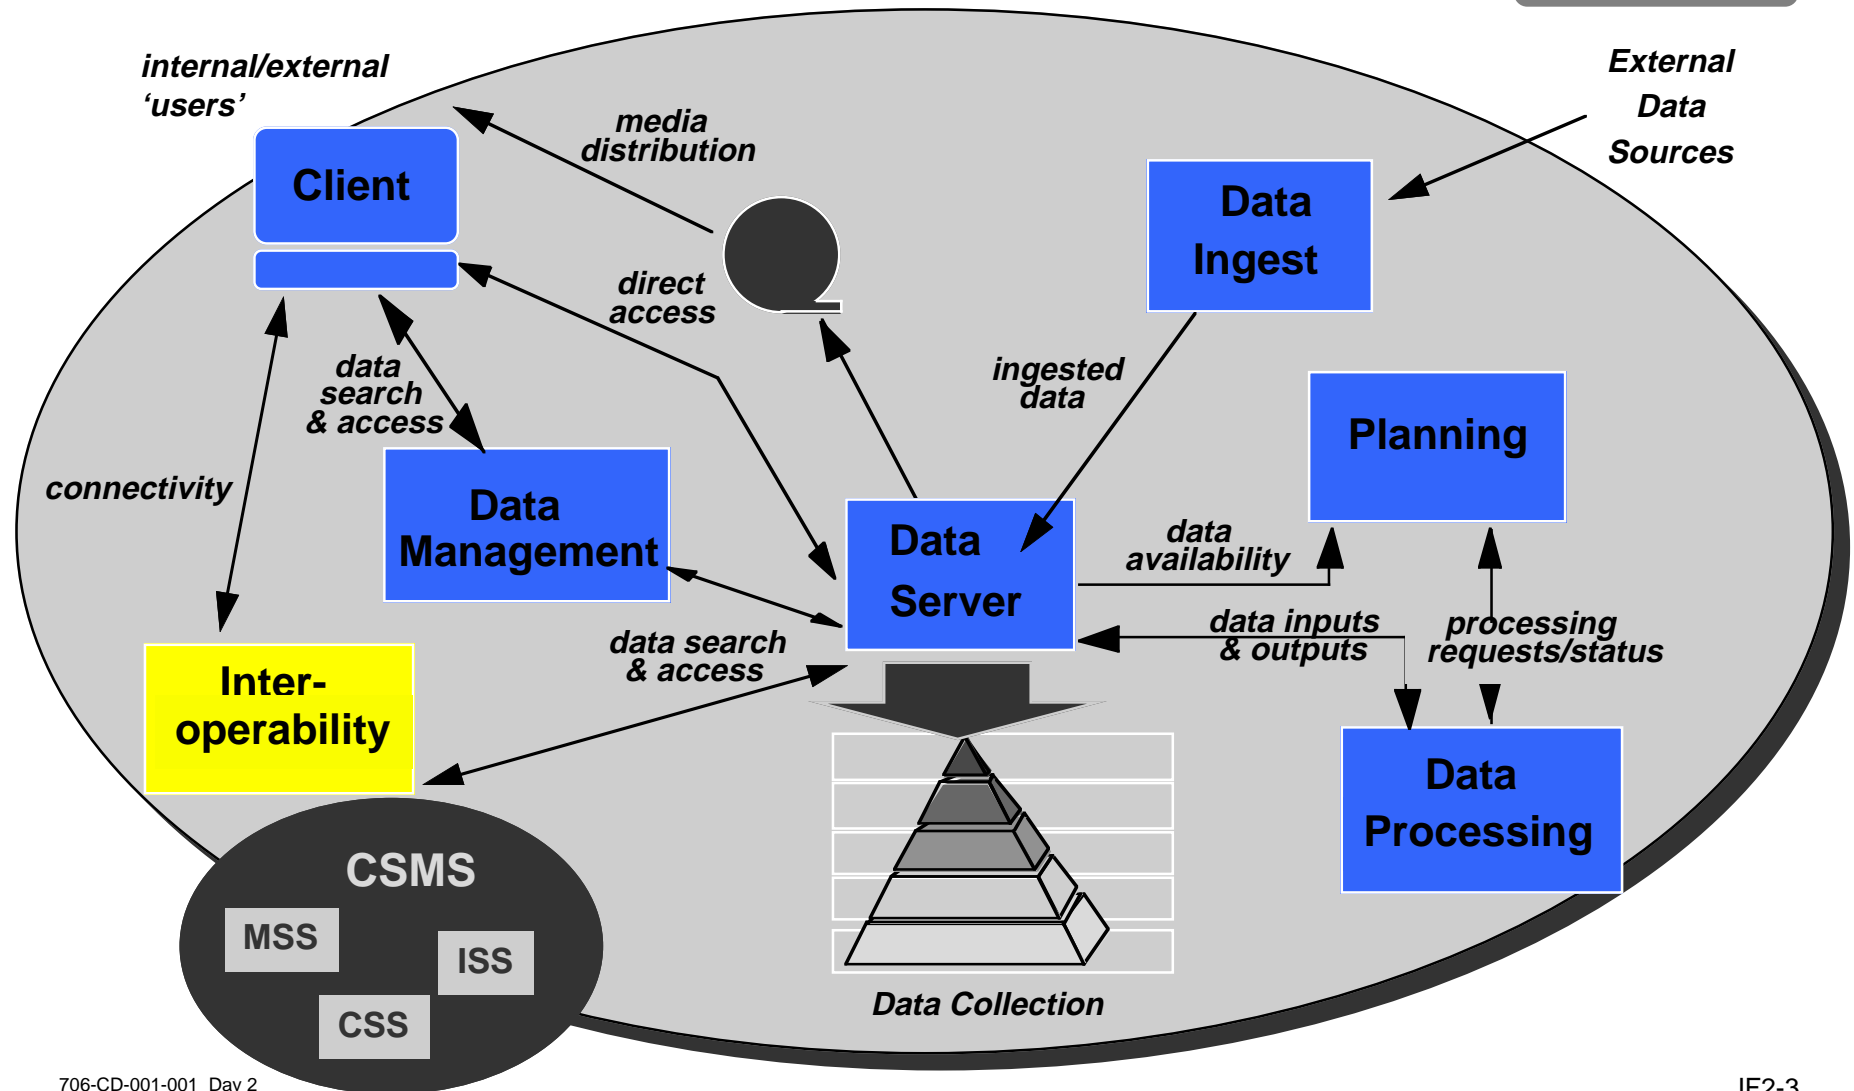 internal/external
‘users’
External
Data
Sources
media
distribution
Client
Data
Ingest
direct
access
data
search
& access
ingested
data
Planning
connectivity
Data
Management
Data
Server
data
availability
data inputs
& outputs
processing
requests/status
data search
& access
Inter-
operability
Data
Processing
CSMS
MSS
ISS
CSS
Data Collection
706-CD-001-001 Day 2
IF2-3